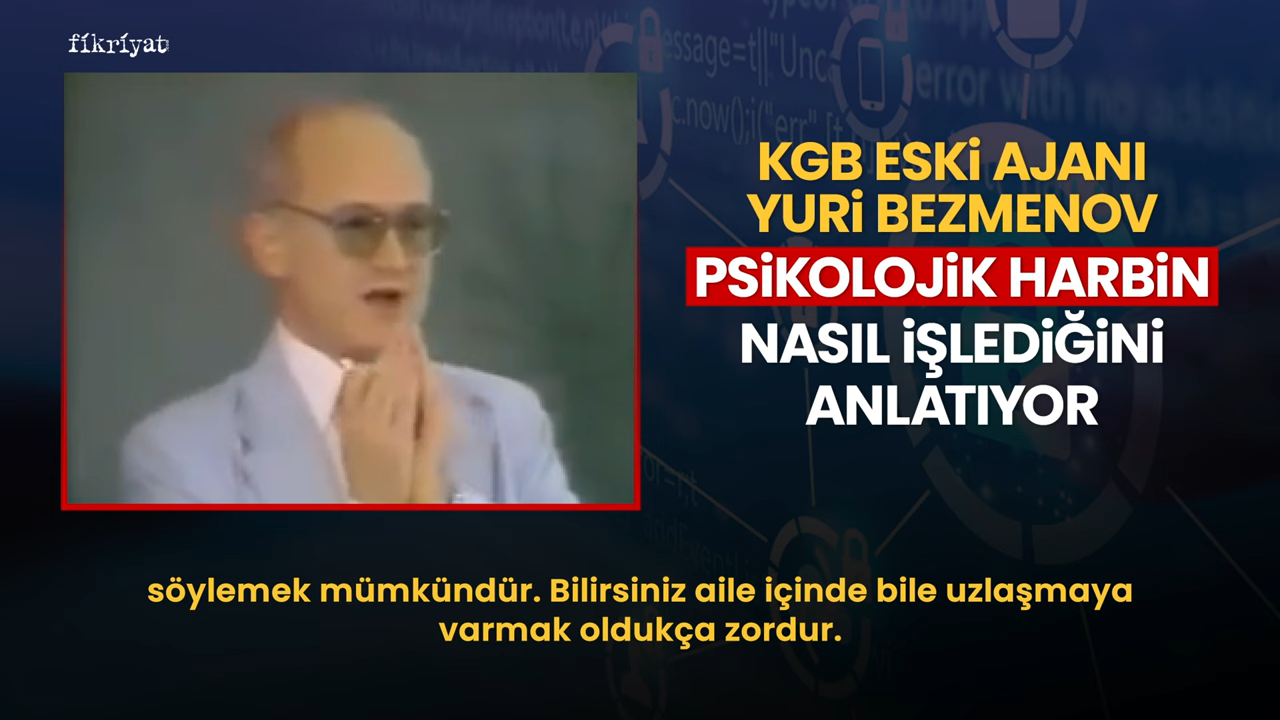 fikriyat
KGB ESKİ AJANI
YURİ BEZMENOV
PSİKOLOJİK HARBİN
NASIL İŞLEDİĞİNİ
ANLATIYOR
söylemek mümkündür. Bilirsiniz aile içinde bile uzlaşmaya
varmak oldukça zordur.